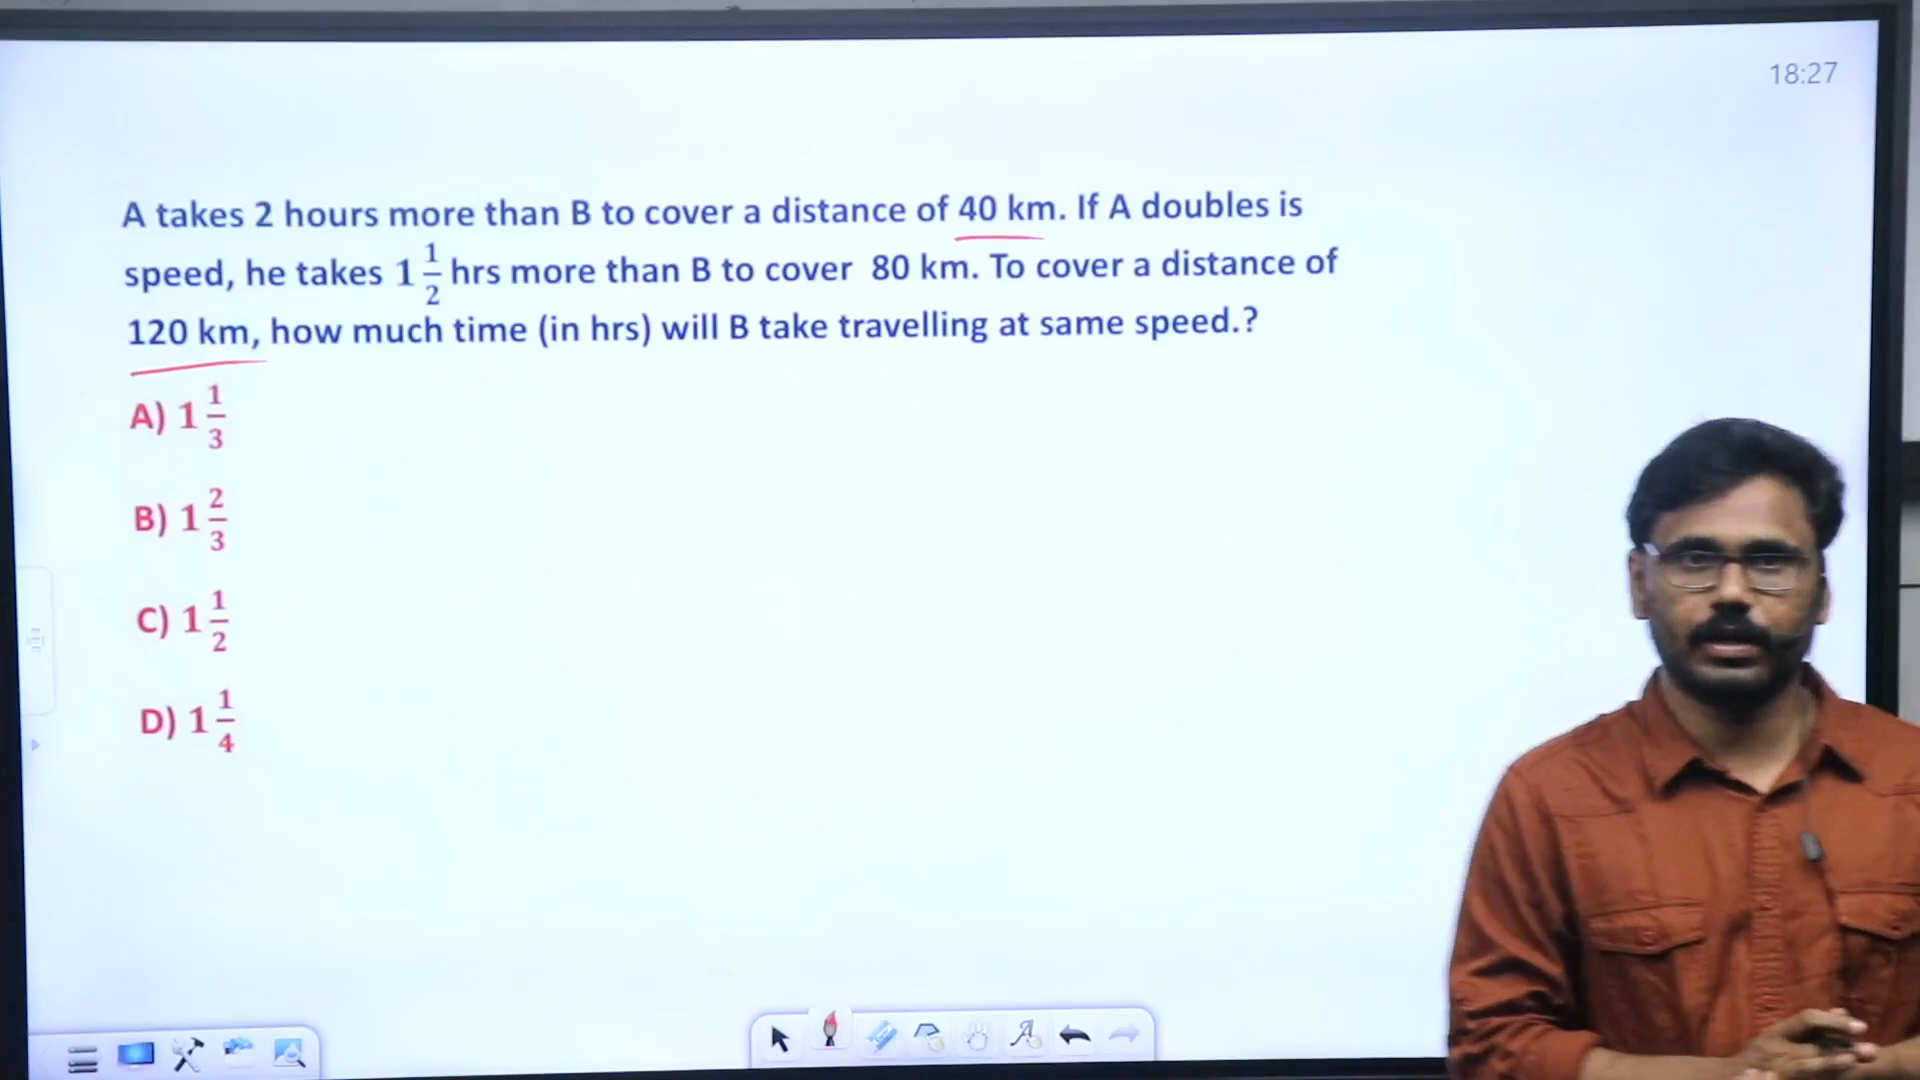 18:27
A takes 2 hours more than B to cover a distance of 40 km. If A doubles is
speed, he takes 1 1/2 hrs more than B to cover 80 km. To cover a distance of
120 km, how much time (in hrs) will B take travelling at same speed.?
A) 1 1/3
B) 1 2/3
C) 1 1/2
D) 1 1/4